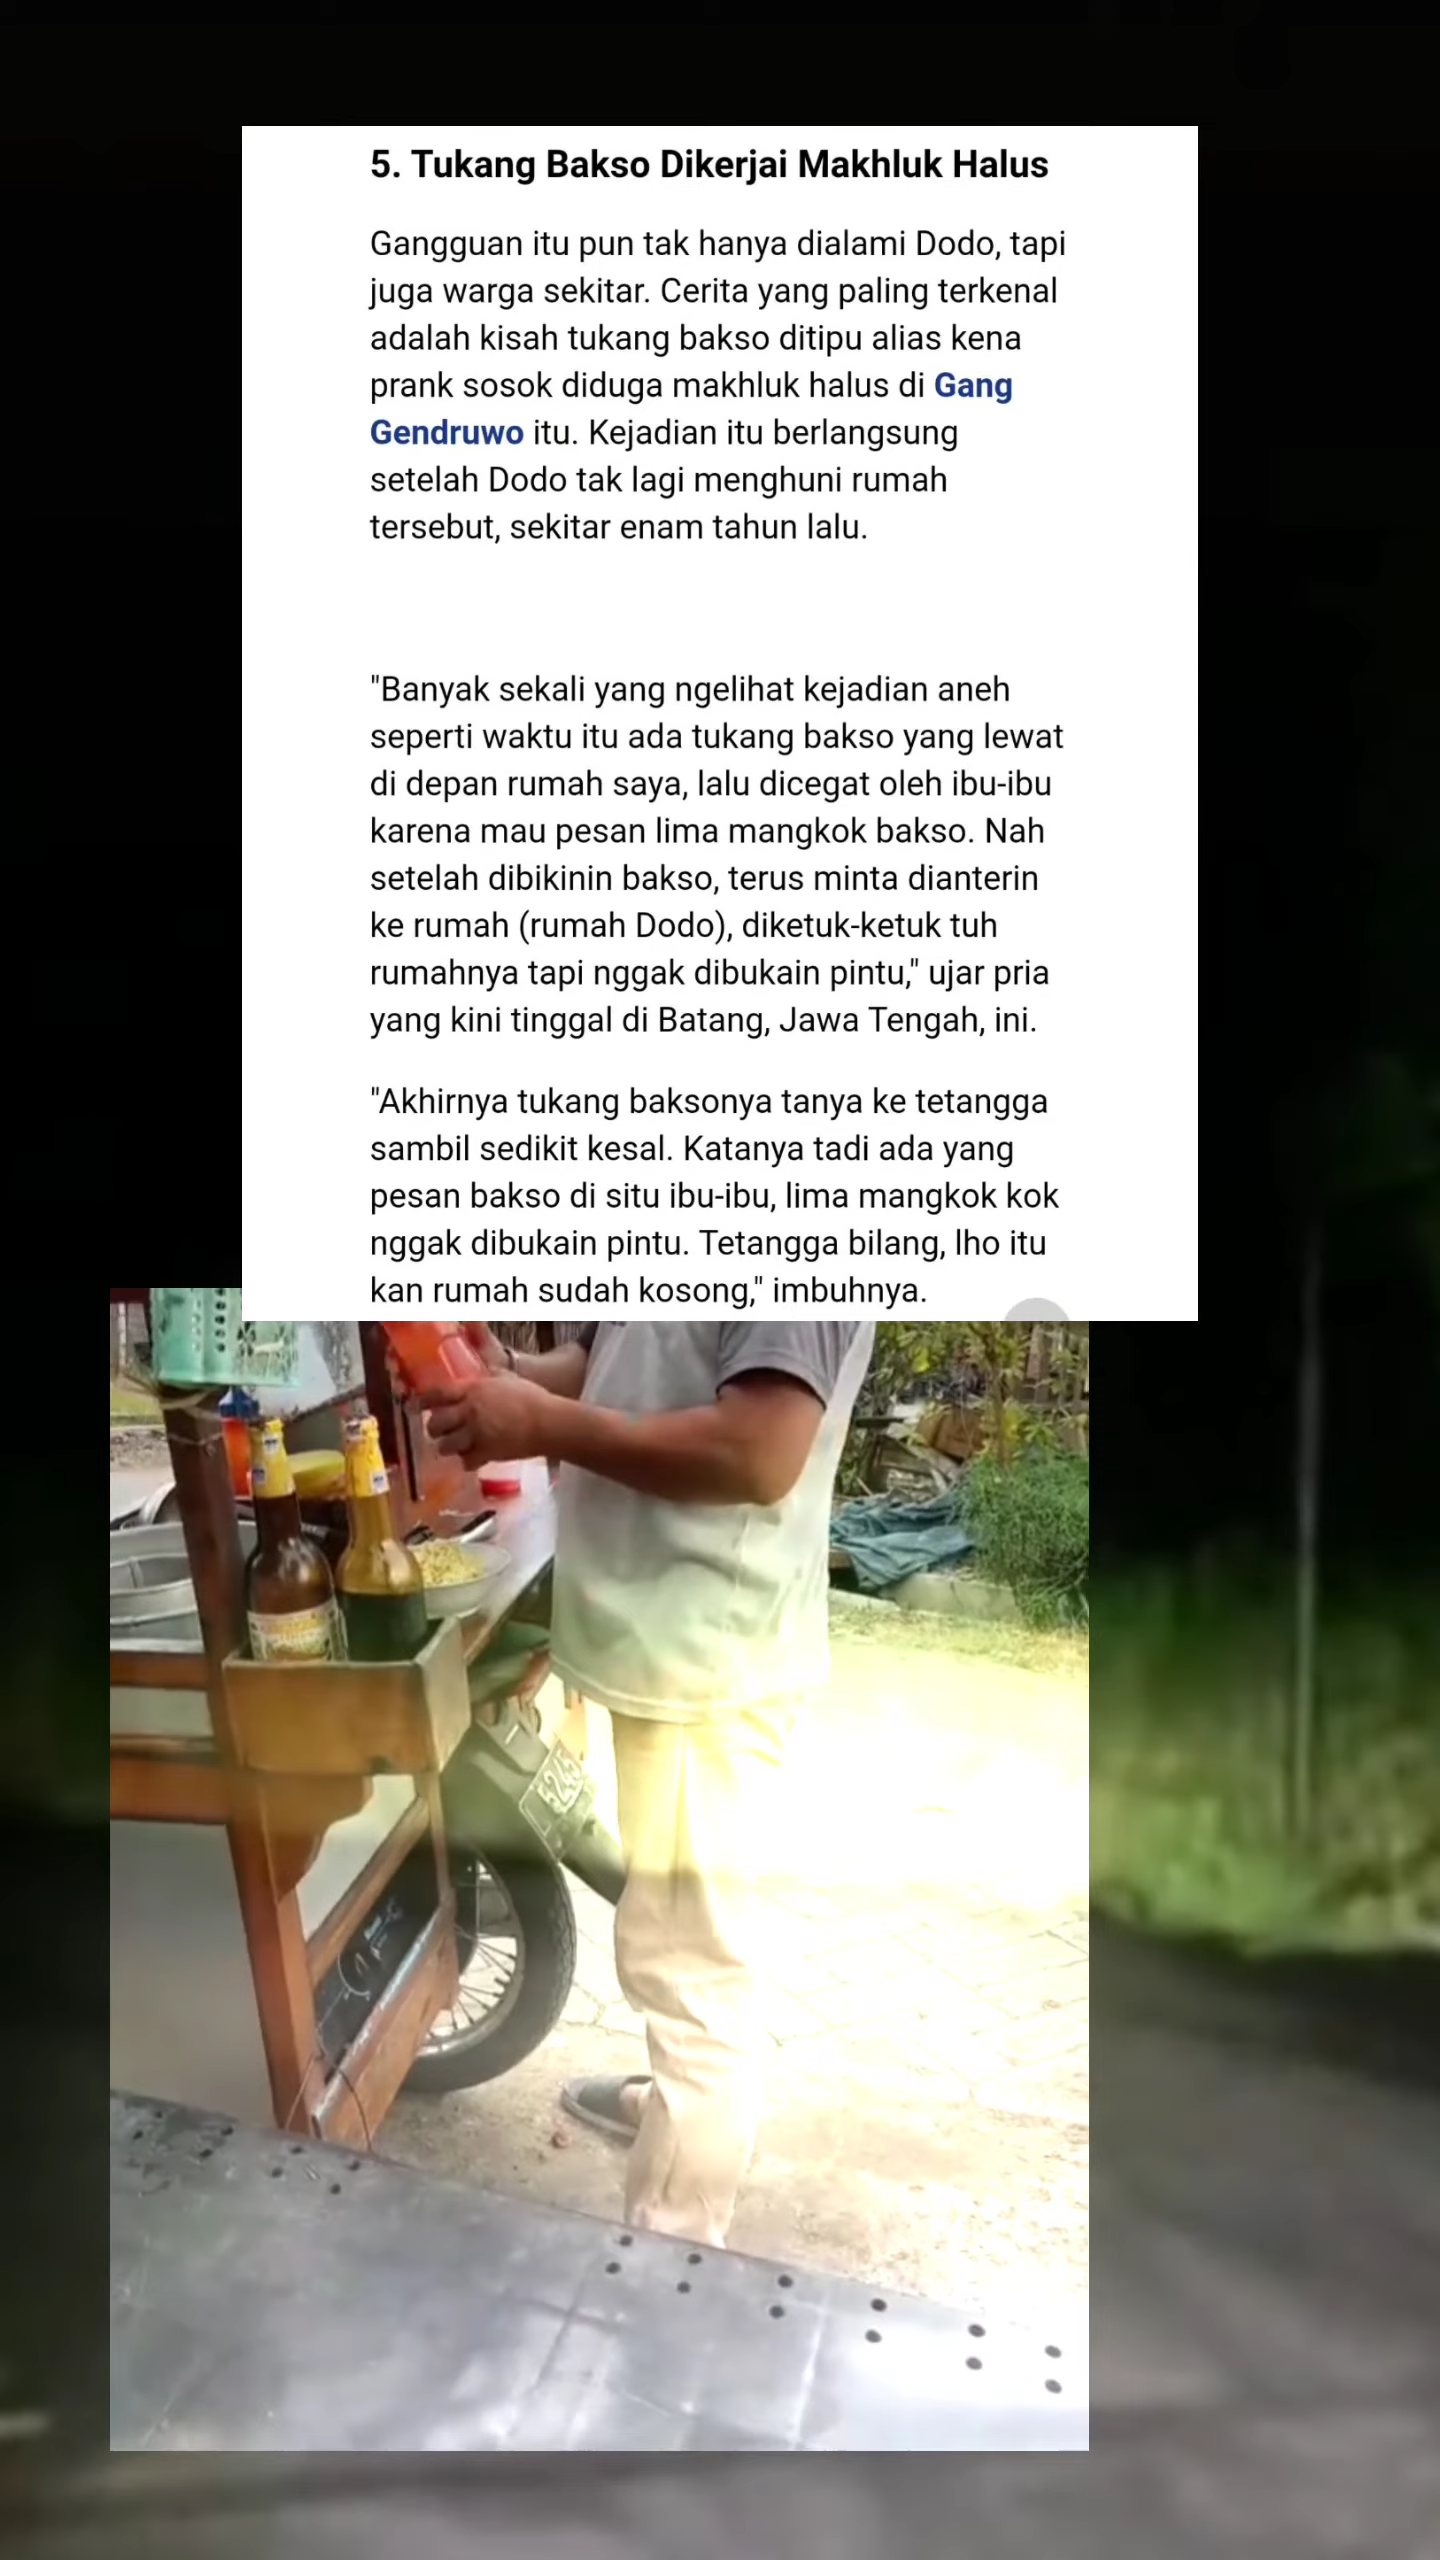 5. Tukang Bakso Dikerjai Makhluk Halus
Gangguan itu pun tak hanya dialami Dodo, tapi
juga warga sekitar. Cerita yang paling terkenal
adalah kisah tukang bakso ditipu alias kena
prank sosok diduga makhluk halus di Gang
Gendruwo itu. Kejadian itu berlangsung
setelah Dodo tak lagi menghuni rumah
tersebut, sekitar enam tahun lalu.
"Banyak sekali yang ngelihat kejadian aneh
seperti waktu itu ada tukang bakso yang lewat
di depan rumah saya, lalu dicegat oleh ibu-ibu
karena mau pesan lima mangkok bakso. Nah
setelah dibikinin bakso, terus minta dianterin
ke rumah (rumah Dodo), diketuk-ketuk tuh
rumahnya tapi nggak dibukain pintu," ujar pria
yang kini tinggal di Batang, Jawa Tengah, ini.
"Akhirnya tukang baksonya tanya ke tetangga
sambil sedikit kesal. Katanya tadi ada yang
pesan bakso di situ ibu-ibu, lima mangkok kok
nggak dibukain pintu. Tetangga bilang, lho itu
kan rumah sudah kosong," imbuhnya.
5245